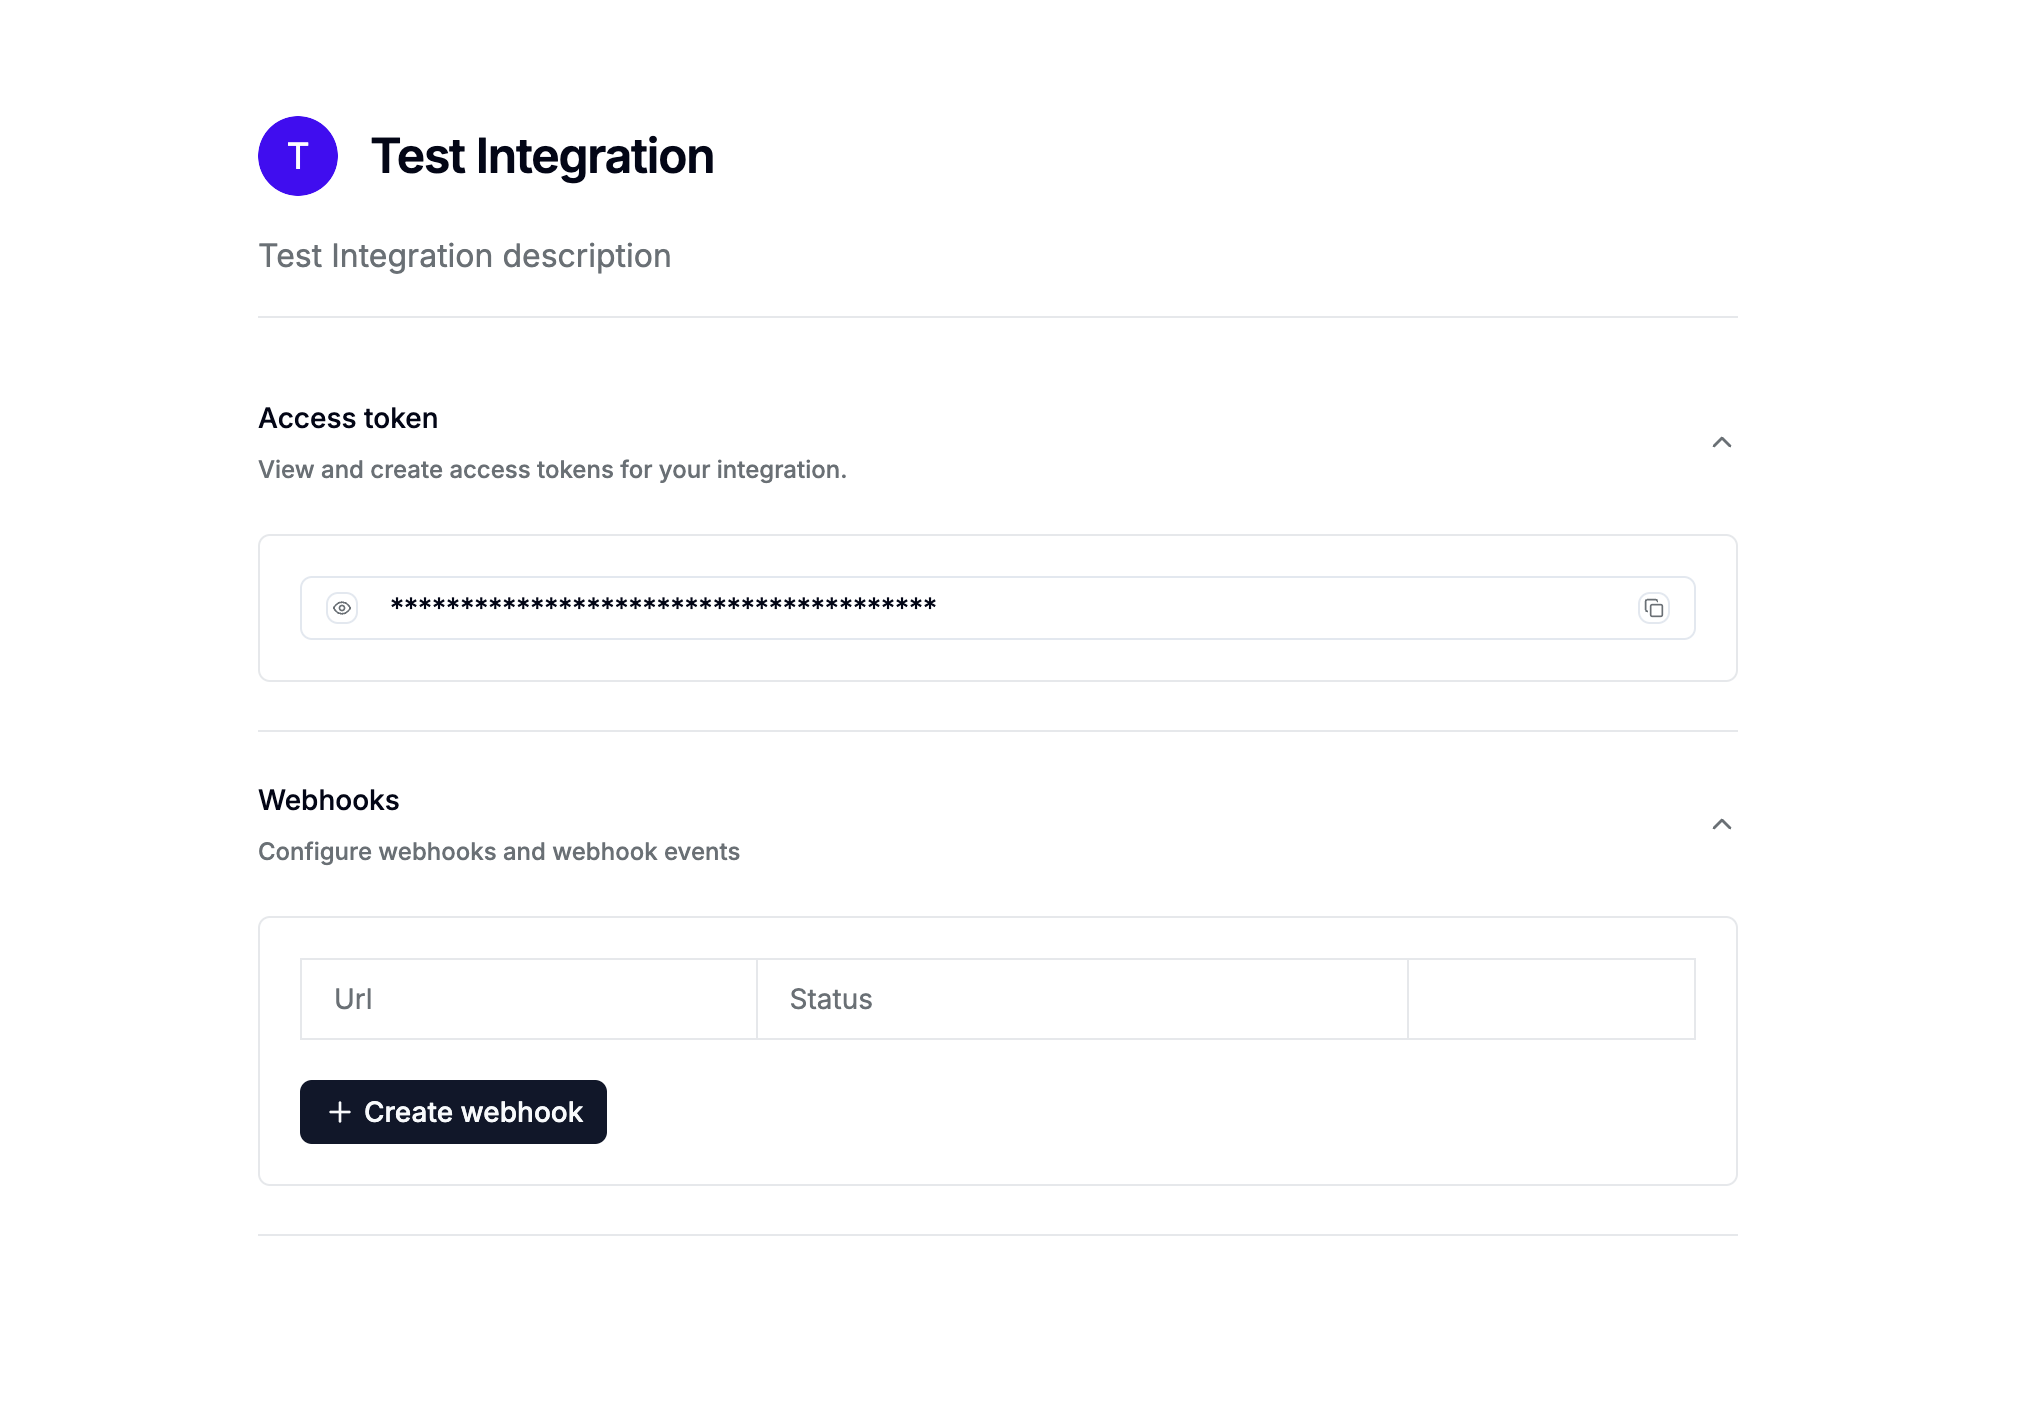 T
Test Integration
Test Integration description
Access token
View and create access tokens for your integration.
***************************************
Webhooks
Configure webhooks and webhook events
Url Status
+ Create webhook